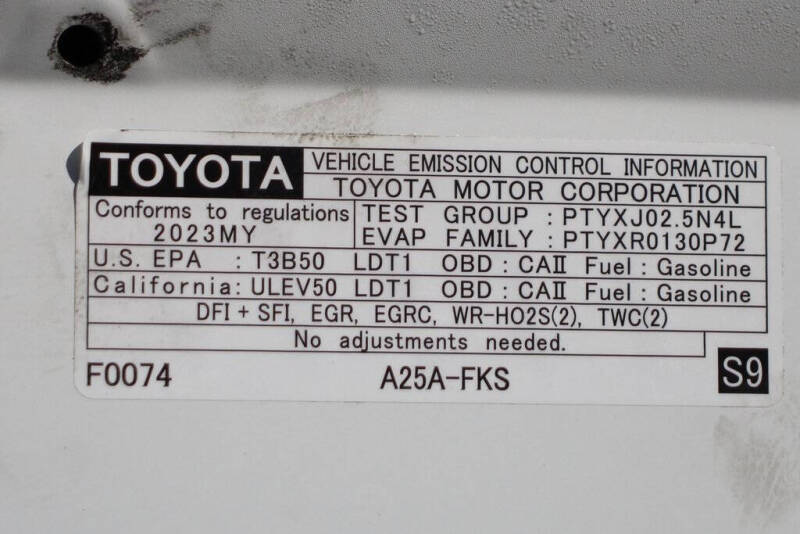 TOYOTA VEHICLE EMISSION CONTROL INFORMATION
TOYOTA MOTOR CORPORATION
Conforms to regulations
2023MY
TEST GROUP : PTYXJ02.5N4L
EVAP FAMILY : PTYXR0130P72
U.S. EPA : T3B50 LDT1 OBD : CAII Fuel : Gasoline
California: ULEV50 LDT1 OBD : CAII Fuel : Gasoline
DFI + SFI, EGR, EGRC, WR-HO2S(2), TWC(2)
No adjustments needed.
F0074 A25A-FKS S9